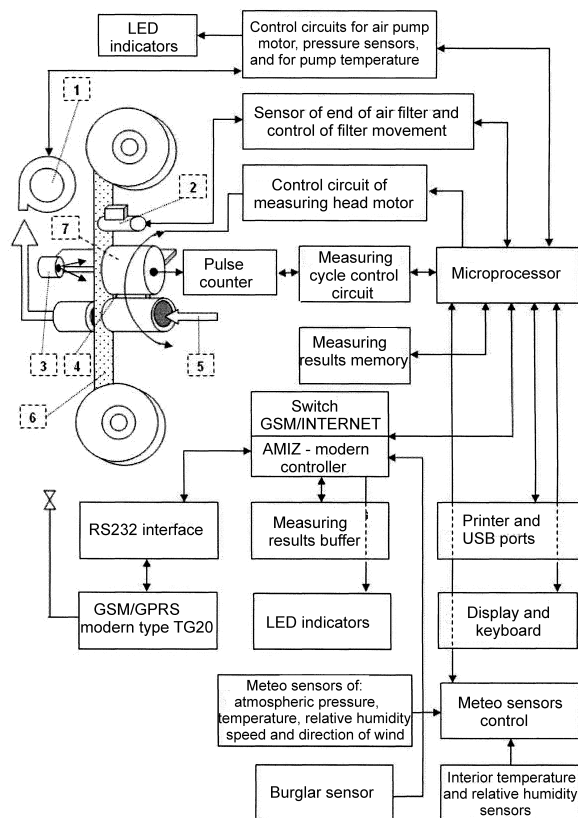 LED
indicators
Control circuits for air pump
motor, pressure sensors,
and for pump temperature
1
Sensor of end of air filter and
control of filter movement
2
7
Control circuit of
measuring head motor
Pulse
counter
Measuring
cycle control
circuit
Microprocessor
3
4
5
6
Measuring
results memory
Switch
GSM/INTERNET
AMIZ - modern
controller
RS232 interface
Measuring
results buffer
Printer and
USB ports
GSM/GPRS
modern type TG20
LED indicators
Display and
keyboard
Meteo sensors of:
atmospheric pressure,
temperature, relative humidity
speed and direction of wind
Meteo sensors
control
Burglar sensor
Interior temperature
and relative humidity
sensors